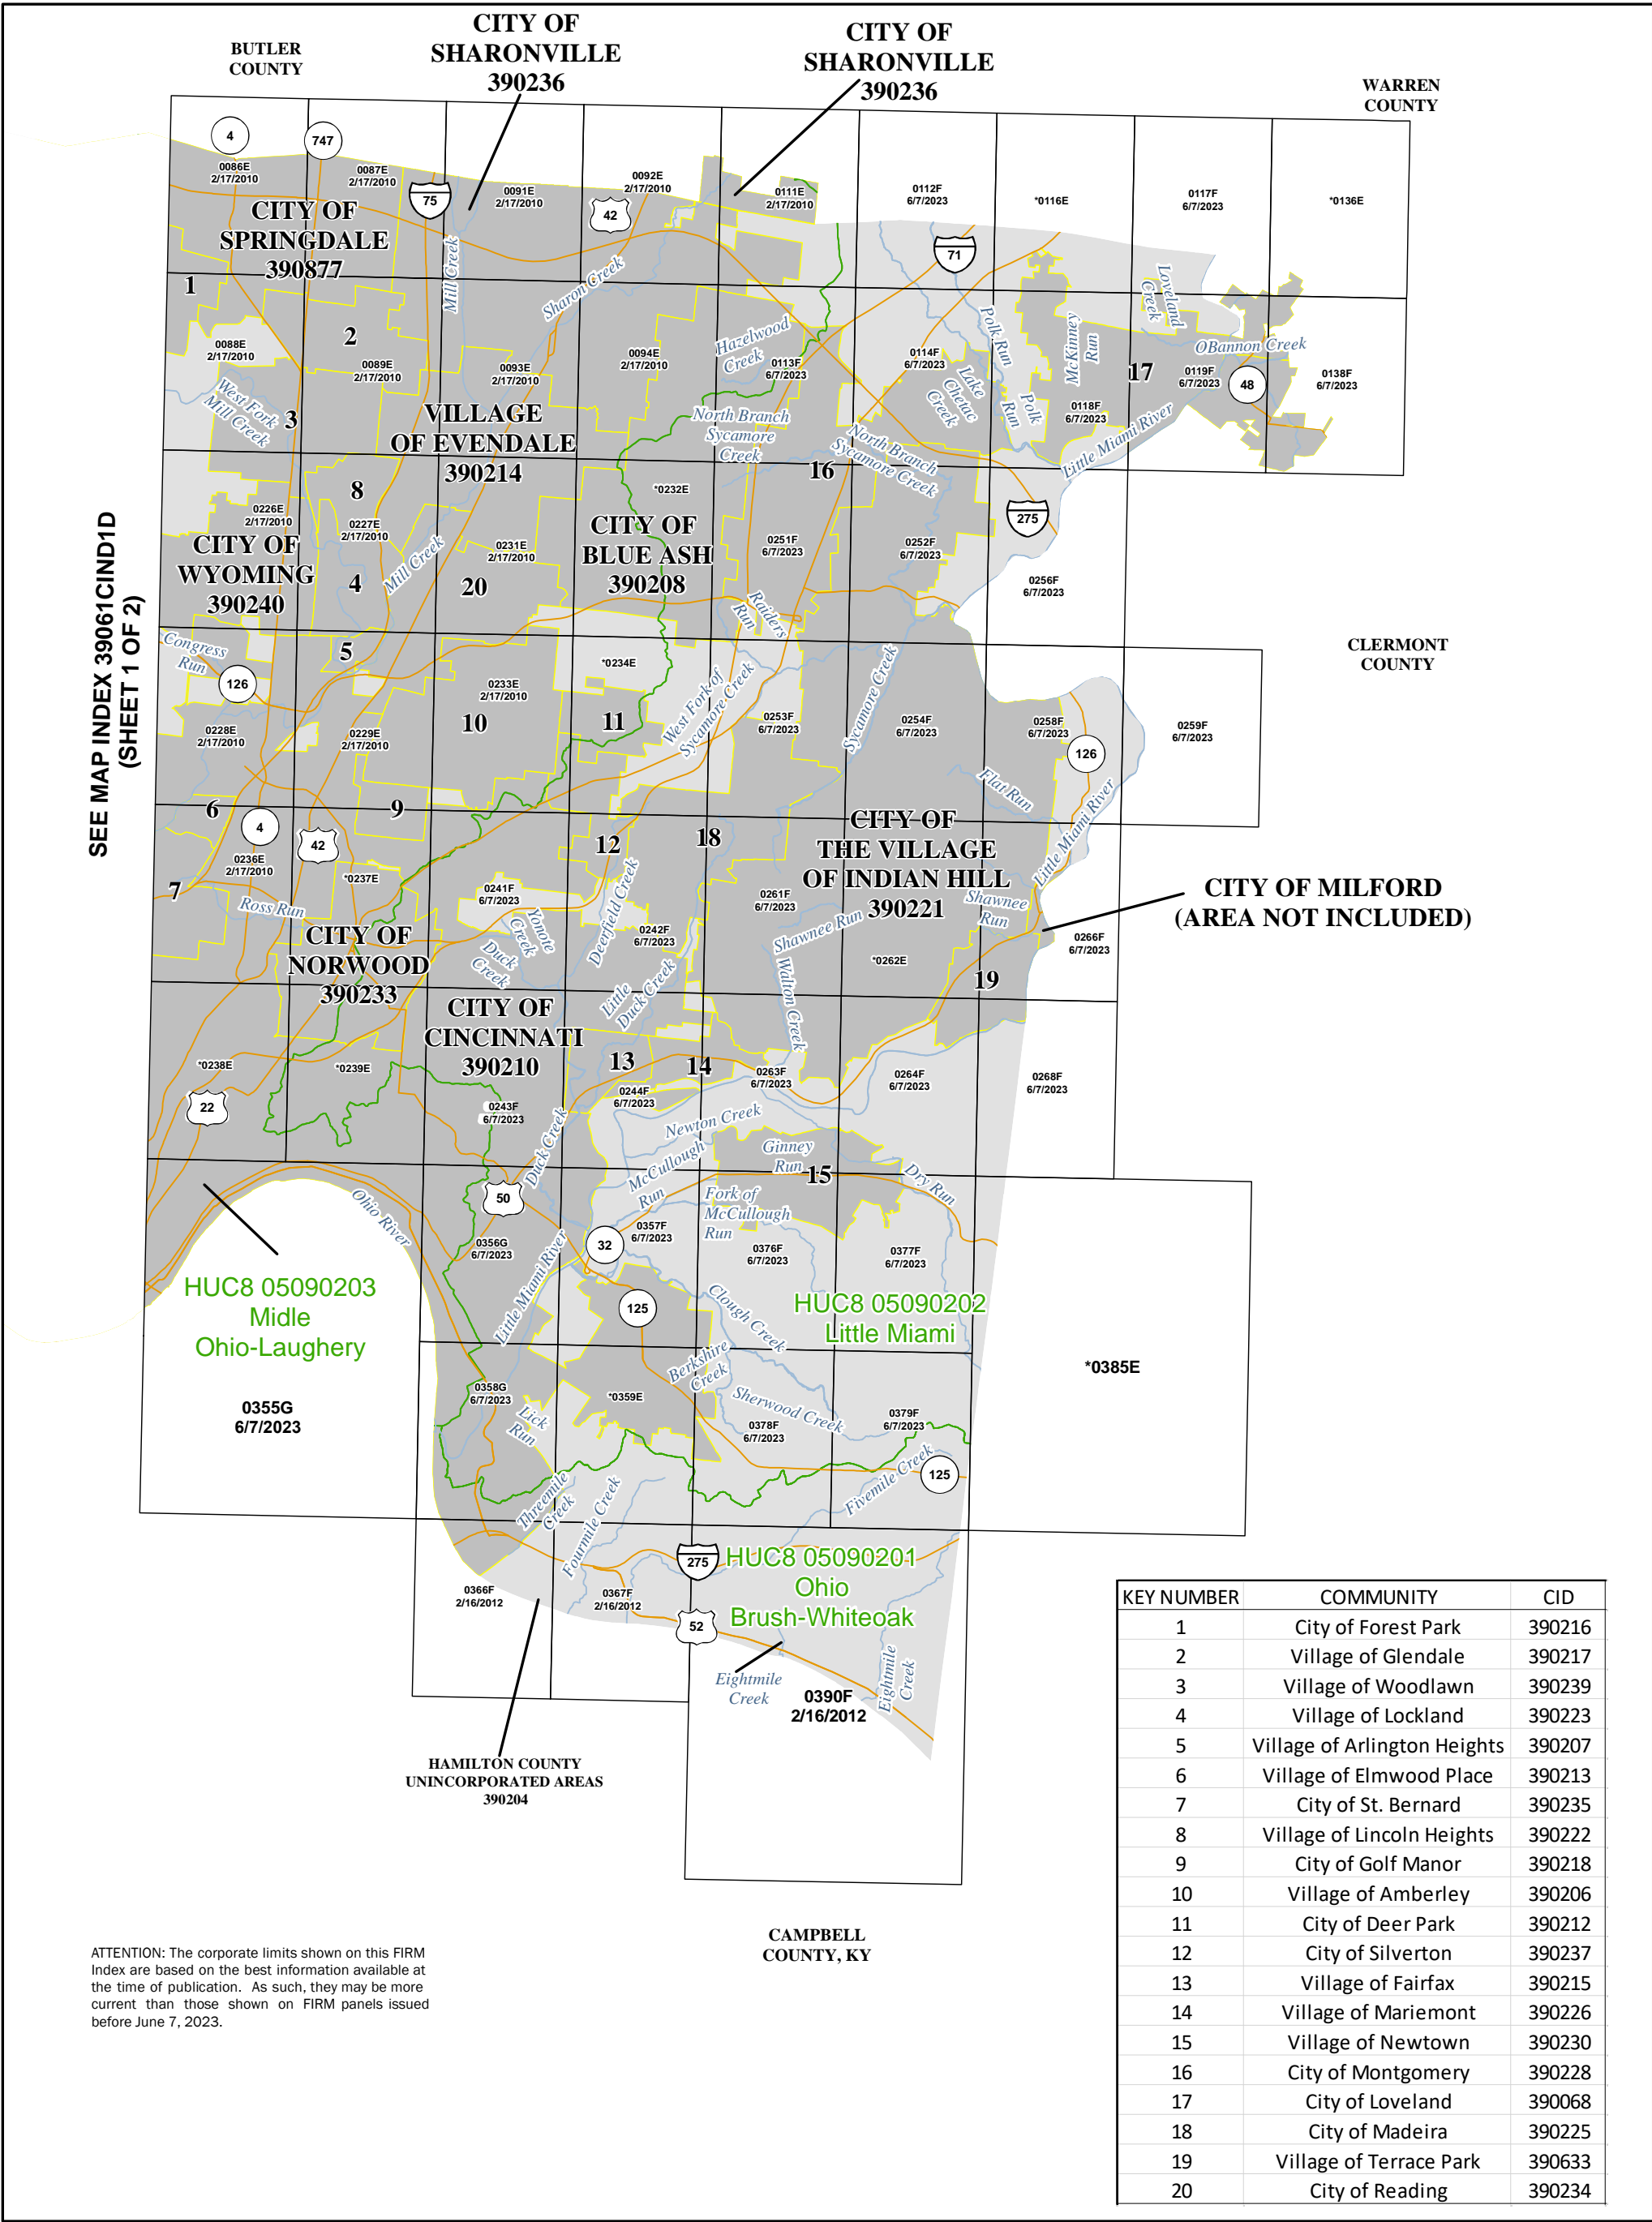 CITY OF
SHARONVILLE
390236
CITY OF
SHARONVILLE
390236
BUTLER
COUNTY
WARREN
COUNTY
4
747
0086E
2/17/2010
0087E
2/17/2010
75
0091E
2/17/2010
0092E
2/17/2010
42
0111E
2/17/2010
0112F
6/7/2023
*0116E
0117F
6/7/2023
*0136E
CITY OF
SPRINGDALE
390877
Mill Creek
Sharon Creek
71
Loveland
Creek
1
2
0088E
2/17/2010
0089E
2/17/2010
0093E
2/17/2010
0094E
2/17/2010
Hazelwood
Creek
0113F
6/7/2023
0114F
6/7/2023
Polk Run
Lake
Chetac
Creek
Polk
Run
McKinney
Run
17
OBannon Creek
0119F
6/7/2023
48
0138F
6/7/2023
0118F
6/7/2023
West Fork
Mill Creek
3
VILLAGE
OF EVENDALE
390214
North Branch
Sycamore
Creek
North Branch
Sycamore Creek
Little Miami River
16
8
*0232E
275
0226E
2/17/2010
0227E
2/17/2010
0231E
2/17/2010
CITY OF
BLUE ASH
390208
0251F
6/7/2023
0252F
6/7/2023
0256F
6/7/2023
CITY OF
WYOMING
390240
4
Mill Creek
20
Raiders
Run
SEE MAP INDEX 39061CIND1D
(SHEET 1 OF 2)
CLERMONT
COUNTY
Congress
Run
126
5
*0234E
0233E
2/17/2010
10
11
West Fork of
Sycamore Creek
0253F
6/7/2023
Sycamore Creek
0254F
6/7/2023
0258F
6/7/2023
126
0259F
6/7/2023
0228E
2/17/2010
0229E
2/17/2010
Flat Run
6
9
4
42
12
18
CITY OF
THE VILLAGE
OF INDIAN HILL
390221
Little Miami River
0236E
2/17/2010
*0237E
7
Ross Run
0241F
6/7/2023
Yonote
Creek
Deerfield Creek
0242F
6/7/2023
0261F
6/7/2023
Shawnee Run
Shawnee
Run
CITY OF MILFORD
(AREA NOT INCLUDED)
0266F
6/7/2023
CITY OF
NORWOOD
390233
Duck
Creek
*0262E
19
Little
Duck Creek
Walton Creek
CITY OF
CINCINNATI
390210
13
14
*0238E
*0239E
0243F
6/7/2023
0244F
6/7/2023
0263F
6/7/2023
0264F
6/7/2023
0268F
6/7/2023
22
Duck Creek
Newton Creek
McCullough
Run
Ginney
Run
15
Dry Run
50
Fork of
McCullough
Run
Ohio River
0356G
6/7/2023
Little Miami River
32
0357F
6/7/2023
0376F
6/7/2023
0377F
6/7/2023
HUC8 05090203
Midle
Ohio-Laughery
125
Clough Creek
HUC8 05090202
Little Miami
0355G
6/7/2023
*0385E
0358G
6/7/2023
Lick
Run
*0359E
Berkshire
Creek
Sherwood Creek
0378F
6/7/2023
0379F
6/7/2023
Fivemile Creek
125
Threemile
Creek
Fourmile Creek
275
HUC8 05090201
Ohio
Brush-Whiteoak
0366F
2/16/2012
0367F
2/16/2012
52
Eightmile
Creek
Eightmile
Creek
0390F
2/16/2012
HAMILTON COUNTY
UNINCORPORATED AREAS
390204
CAMPBELL
COUNTY, KY
ATTENTION: The corporate limits shown on this FIRM
Index are based on the best information available at
the time of publication. As such, they may be more
current than those shown on FIRM panels issued
before June 7, 2023.
KEY NUMBER COMMUNITY CID
1 City of Forest Park 390216
2 Village of Glendale 390217
3 Village of Woodlawn 390239
4 Village of Lockland 390223
5 Village of Arlington Heights 390207
6 Village of Elmwood Place 390213
7 City of St. Bernard 390235
8 Village of Lincoln Heights 390222
9 City of Golf Manor 390218
10 Village of Amberley 390206
11 City of Deer Park 390212
12 City of Silverton 390237
13 Village of Fairfax 390215
14 Village of Mariemont 390226
15 Village of Newtown 390230
16 City of Montgomery 390228
17 City of Loveland 390068
18 City of Madeira 390225
19 Village of Terrace Park 390633
20 City of Reading 390234